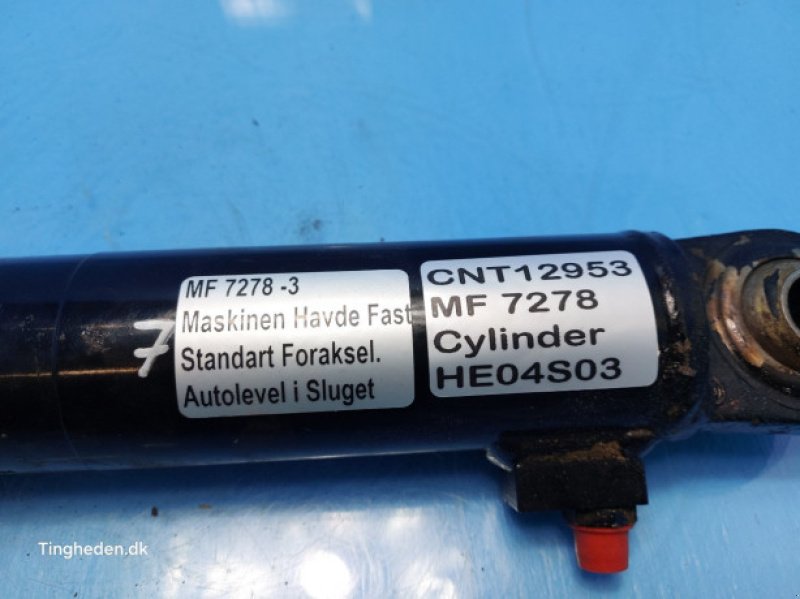 MF 7278 -3
Maskinen Havde Fast
Standart Foraksel.
Autolevel i Sluget
CNT12953
MF 7278
Cylinder
HE04S03
7
Tingheden.dk